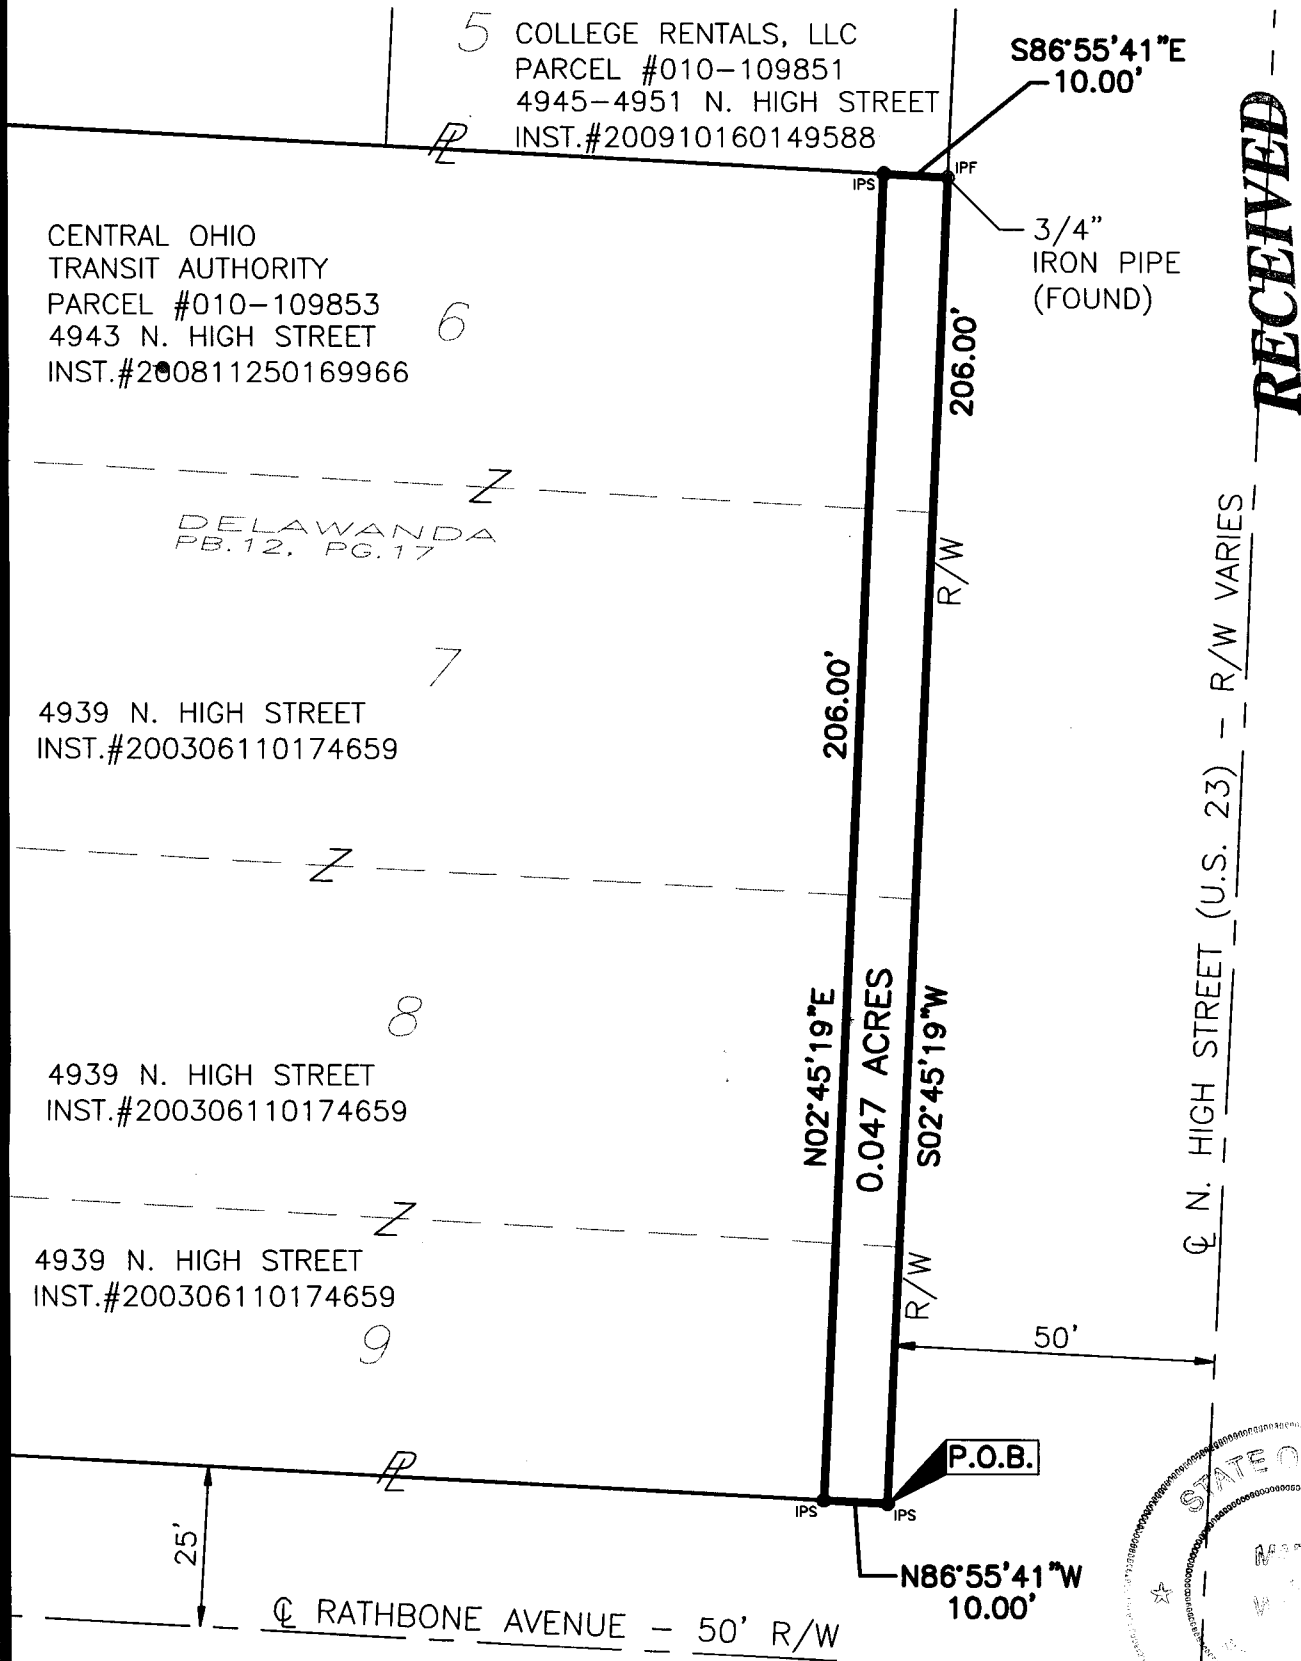 5
COLLEGE RENTALS, LLC
PARCEL #010-109851
4945-4951 N. HIGH STREET
INST.#200910160149588
S86°55'41"E
10.00'
RECEIVED
PL
IPS
IPF
3/4"
IRON PIPE
(FOUND)
CENTRAL OHIO
TRANSIT AUTHORITY
PARCEL #010-109853
4943 N. HIGH STREET
INST.#200811250169966
6
206.00'
Z
DELAWANDA
PB.12, PG.17
R/W
7
4939 N. HIGH STREET
INST.#200306110174659
206.00'
℄ N. HIGH STREET (U.S. 23) - R/W VARIES
Z
8
4939 N. HIGH STREET
INST.#200306110174659
N02°45'19"E
0.047 ACRES
S02°45'19"W
Z
4939 N. HIGH STREET
INST.#200306110174659
9
R/W
50'
P.O.B.
PL
IPS
IPS
25'
N86°55'41"W
10.00'
℄ RATHBONE AVENUE - 50' R/W
STATE O